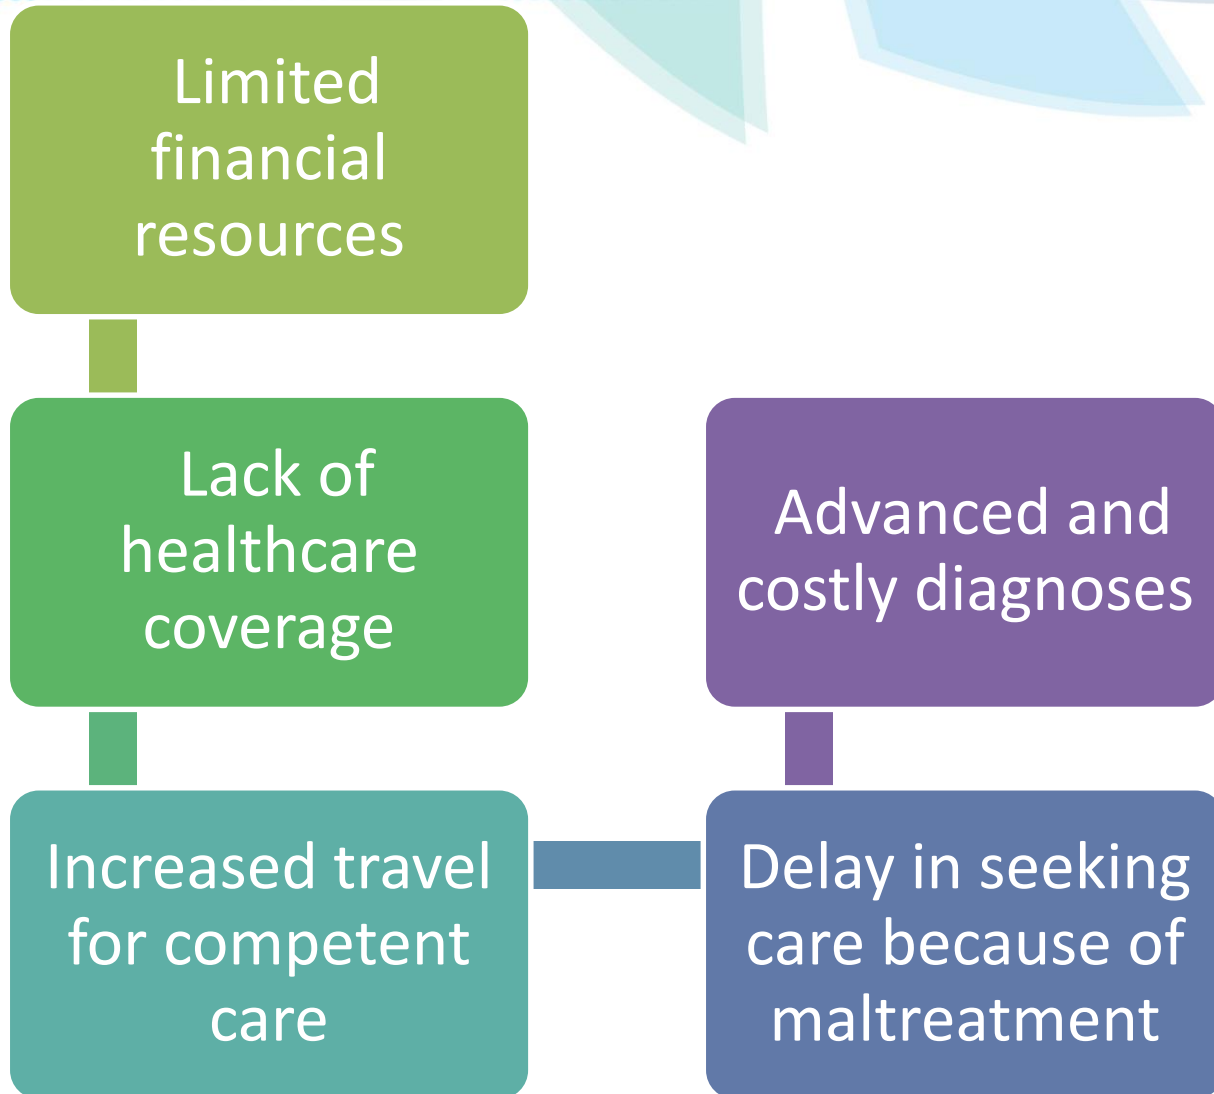 Limited
financial
resources
Lack of
healthcare
coverage
Increased travel
for competent
care
Delay in seeking
care because of
maltreatment
Advanced and
costly diagnoses